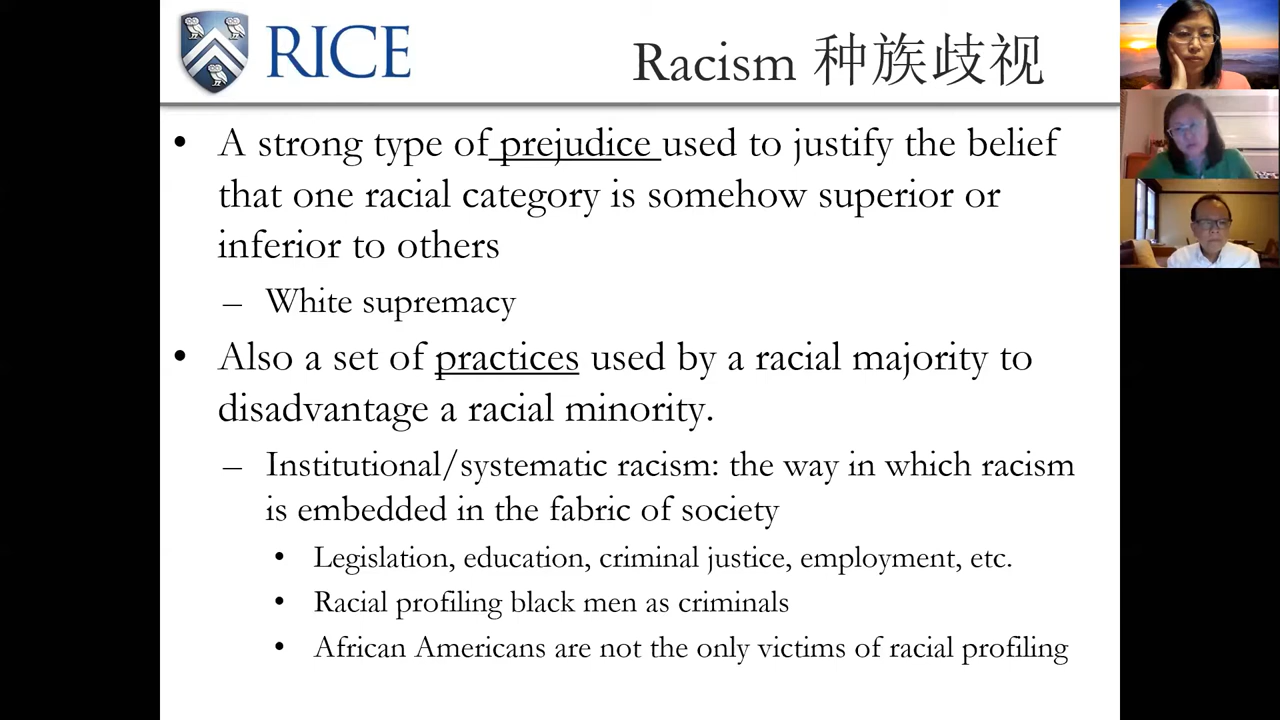 RICE
Racism 种族歧视
• A strong type of prejudice used to justify the belief
that one racial category is somehow superior or
inferior to others
– White supremacy
• Also a set of practices used by a racial majority to
disadvantage a racial minority.
– Institutional/systematic racism: the way in which racism
is embedded in the fabric of society
• Legislation, education, criminal justice, employment, etc.
• Racial profiling black men as criminals
• African Americans are not the only victims of racial profiling